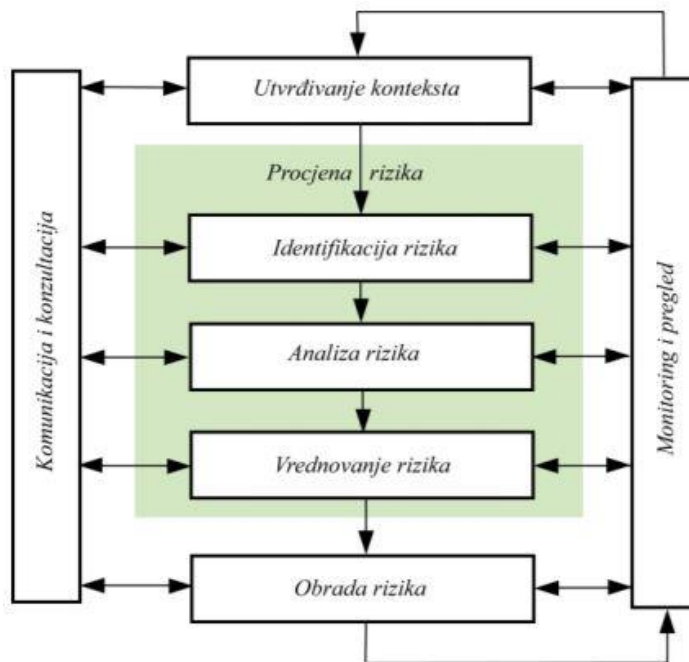 Utvrđivanje konteksta
Procjena rizika
Identifikacija rizika
Analiza rizika
Vrednovanje rizika
Obrada rizika
Komunikacija i konzultacija
Monitoring i pregled